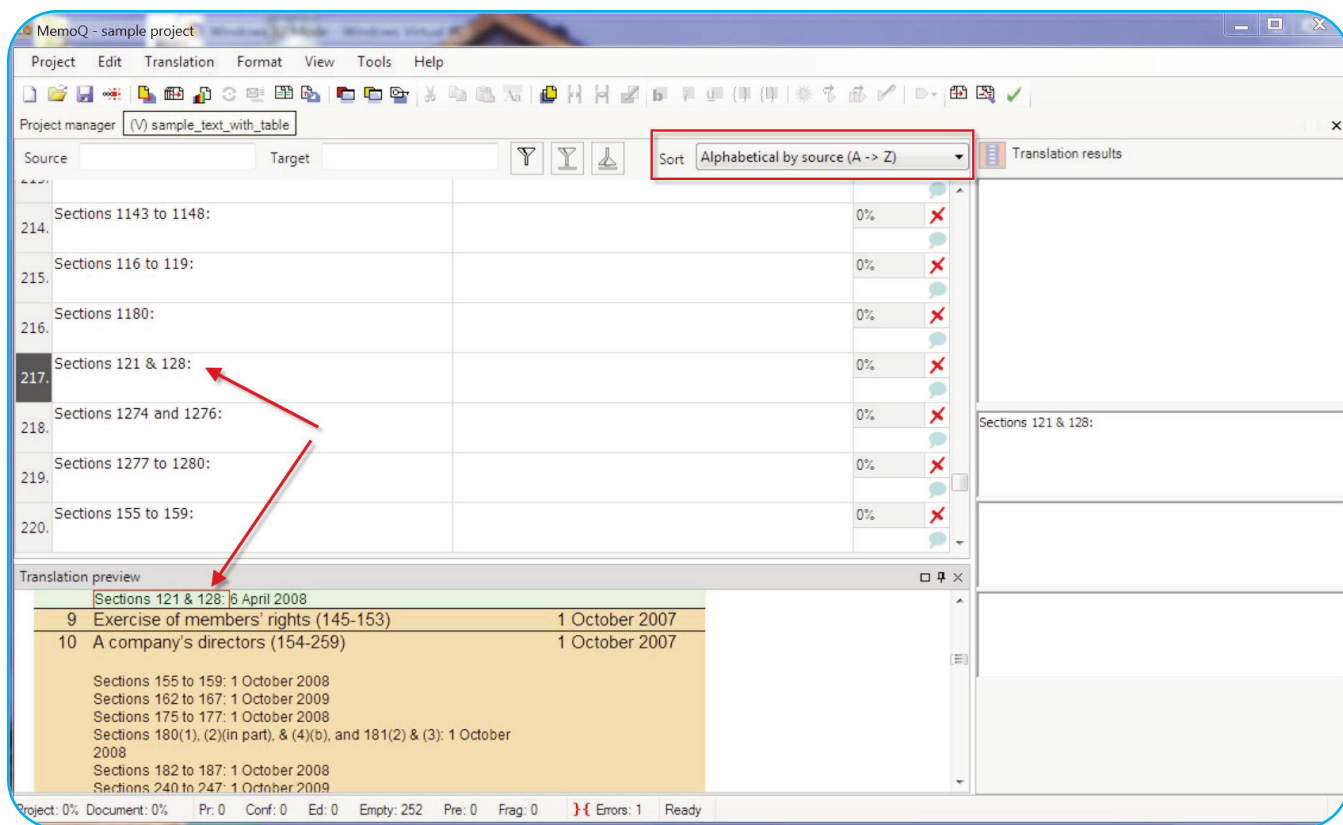 MemoQ - sample project
Project Edit Translation Format View Tools Help
Project manager (V) sample_text_with_table
Source Target Sort Alphabetical by source (A -> Z) Translation results
214. Sections 1143 to 1148: 0%
215. Sections 116 to 119: 0%
216. Sections 1180: 0%
217. Sections 121 & 128: 0%
218. Sections 1274 and 1276: 0%
219. Sections 1277 to 1280: 0%
220. Sections 155 to 159: 0%
Sections 121 & 128:
Translation preview
Sections 121 & 128: 6 April 2008
9 Exercise of members' rights (145-153) 1 October 2007
10 A company's directors (154-259) 1 October 2007
Sections 155 to 159: 1 October 2008
Sections 162 to 167: 1 October 2009
Sections 175 to 177: 1 October 2008
Sections 180(1), (2)(in part), & (4)(b), and 181(2) & (3): 1 October
2008
Sections 182 to 187: 1 October 2008
Sections 240 to 247: 1 October 2009
Project: 0% Document: 0% Pr: 0 Conf: 0 Ed: 0 Empty: 252 Pre: 0 Frag: 0 Errors: 1 Ready